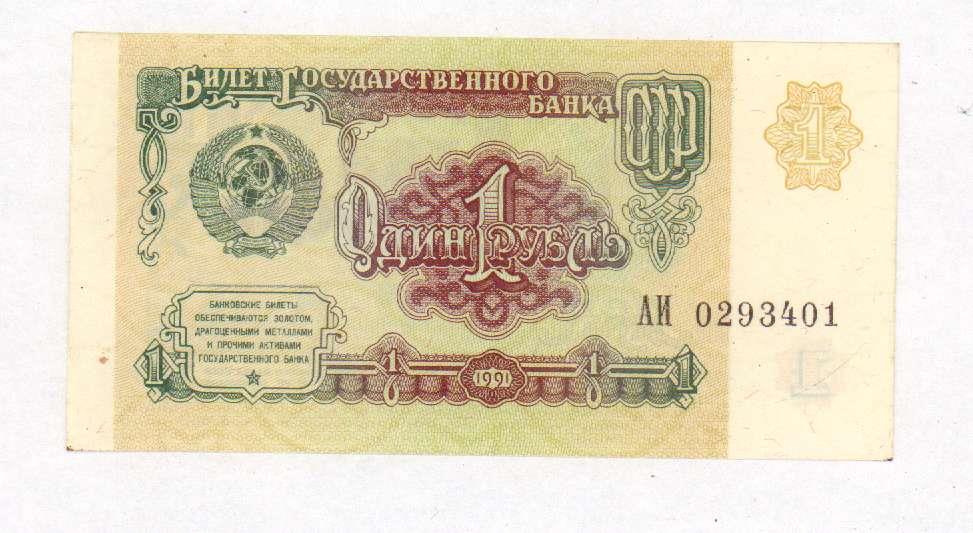 Билет Государственного
Банка СССР
1
Один 1 рубль
АИ 0293401
БАНКОВСКИЕ БИЛЕТЫ
ОБЕСПЕЧИВАЮТСЯ ЗОЛОТОМ,
ДРАГОЦЕННЫМИ МЕТАЛЛАМИ
И ПРОЧИМИ АКТИВАМИ
ГОСУДАРСТВЕННОГО БАНКА
1 1 1991 1 1
1